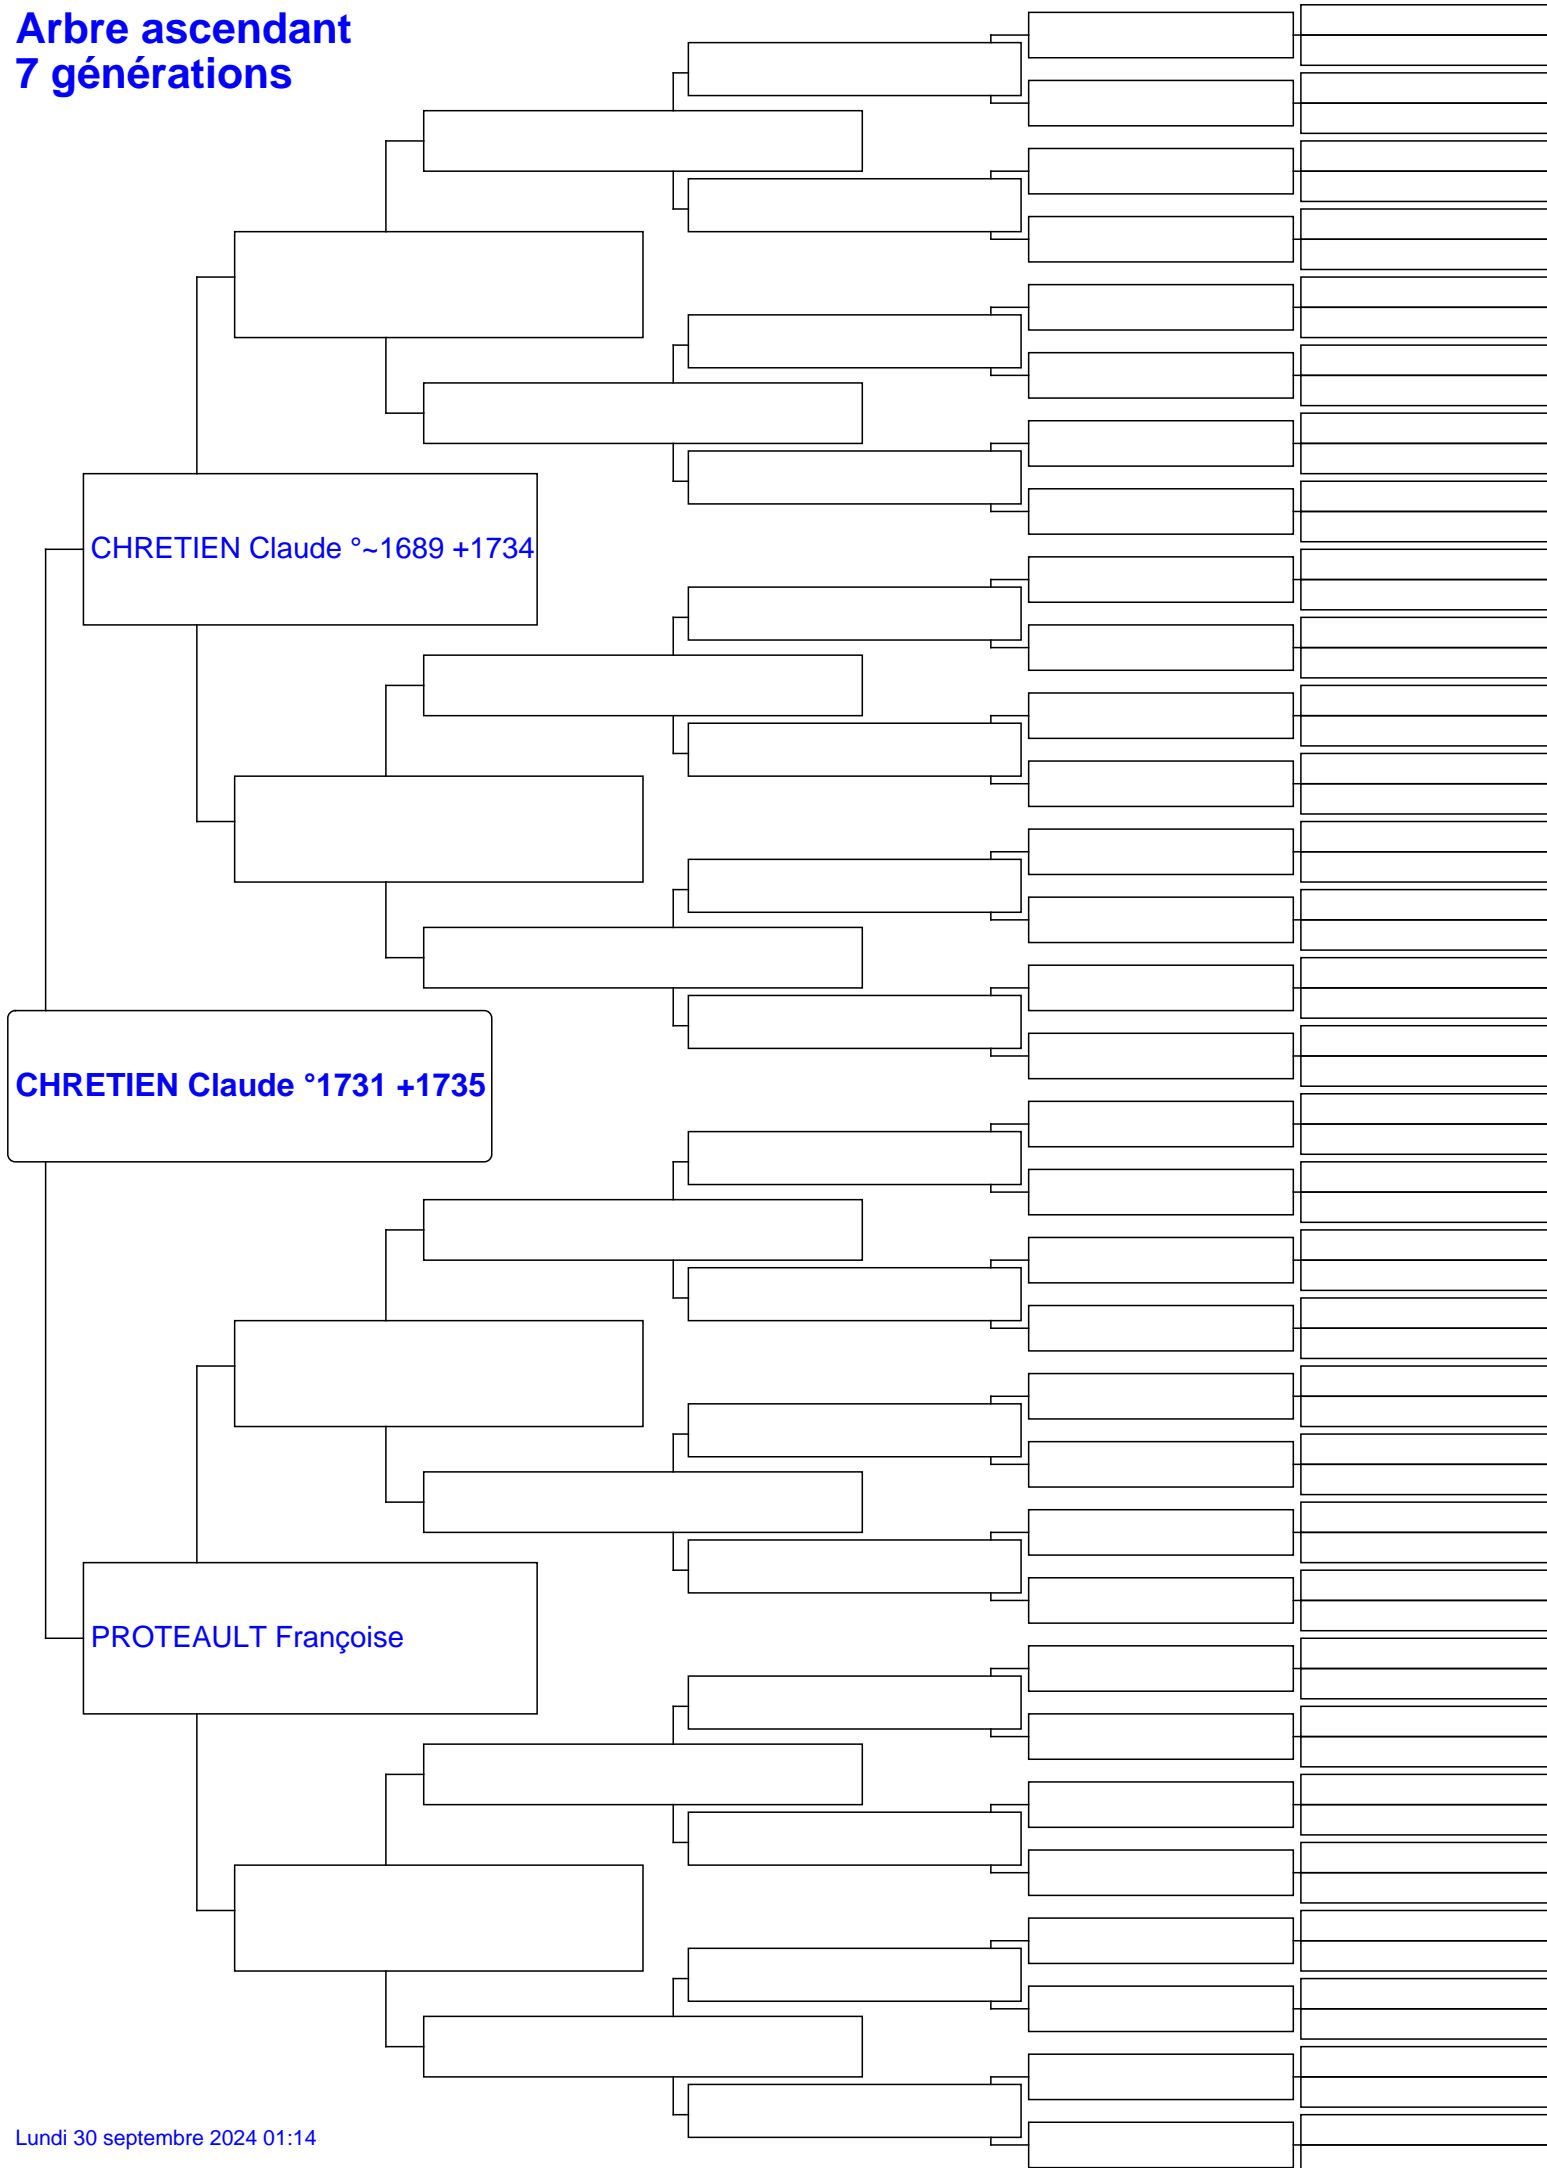 Arbre ascendant
7 générations
CHRETIEN Claude °~1689 +1734
CHRETIEN Claude °1731 +1735
PROTEAULT Françoise
Lundi 30 septembre 2024 01:14